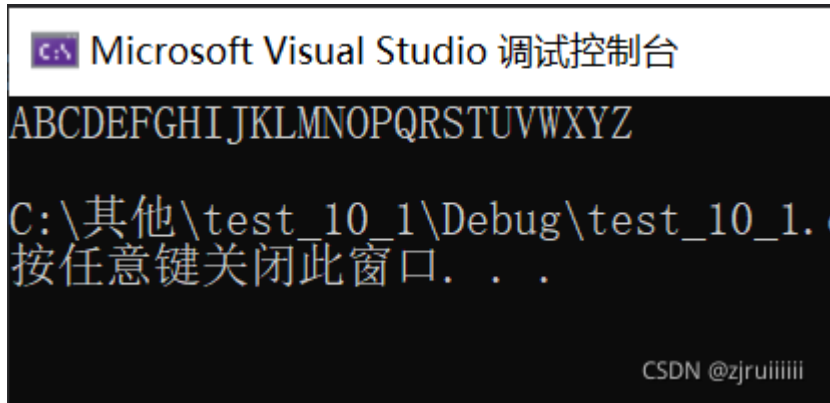 C:\ Microsoft Visual Studio 调试控制台
ABCDEFGHIJKLMNOPQRSTUVWXYZ
C:\其他\test_10_1\Debug\test_10_1.
按任意键关闭此窗口. . .
CSDN @zjruiiiiii